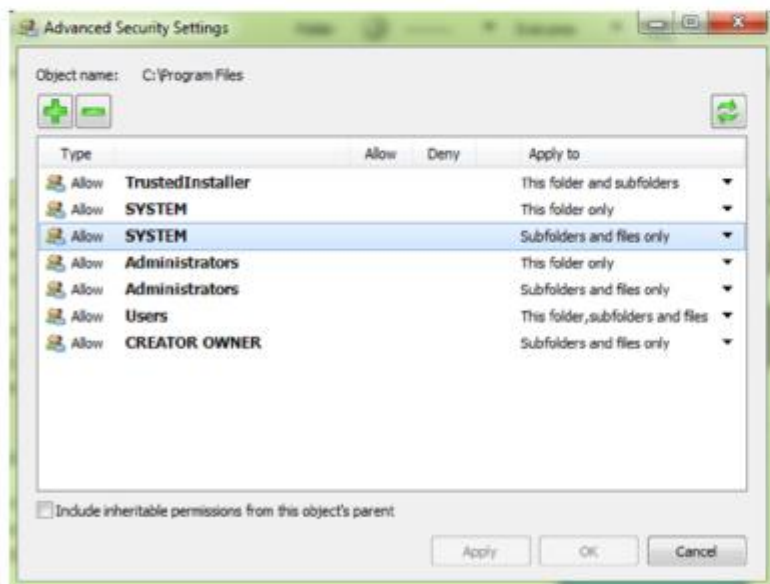 Advanced Security Settings
Object name: C:\Program Files
Type Allow Deny Apply to
Allow TrustedInstaller This folder and subfolders
Allow SYSTEM This folder only
Allow SYSTEM Subfolders and files only
Allow Administrators This folder only
Allow Administrators Subfolders and files only
Allow Users This folder,subfolders and files
Allow CREATOR OWNER Subfolders and files only
Include inheritable permissions from this object's parent
Apply OK Cancel